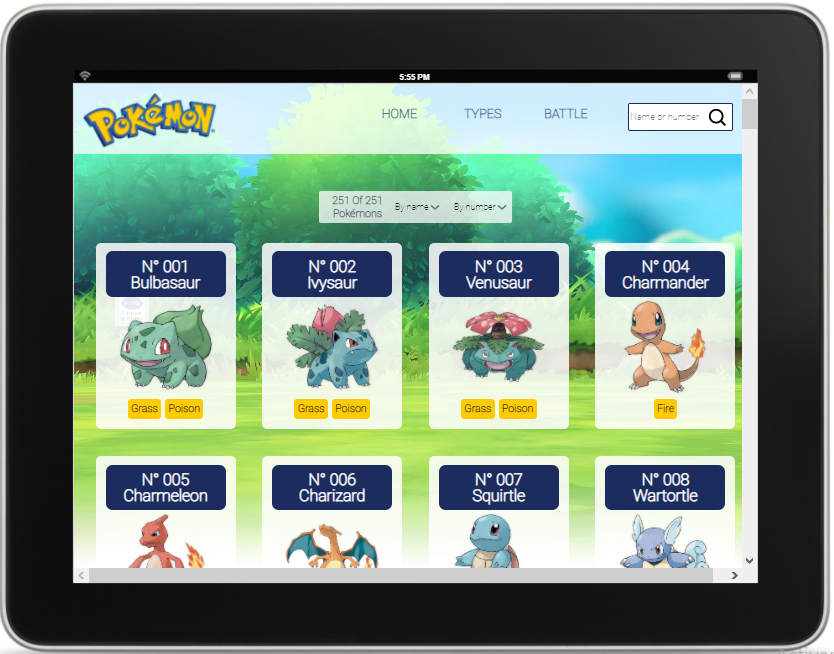 5:55 PM
POKéMON
HOME
TYPES
BATTLE
Name or number
251 Of 251
Pokémons
By name
By number
N° 001
Bulbasaur
N° 002
Ivysaur
N° 003
Venusaur
N° 004
Charmander
Grass
Poison
Grass
Poison
Grass
Poison
Fire
N° 005
Charmeleon
N° 006
Charizard
N° 007
Squirtle
N° 008
Wartortle